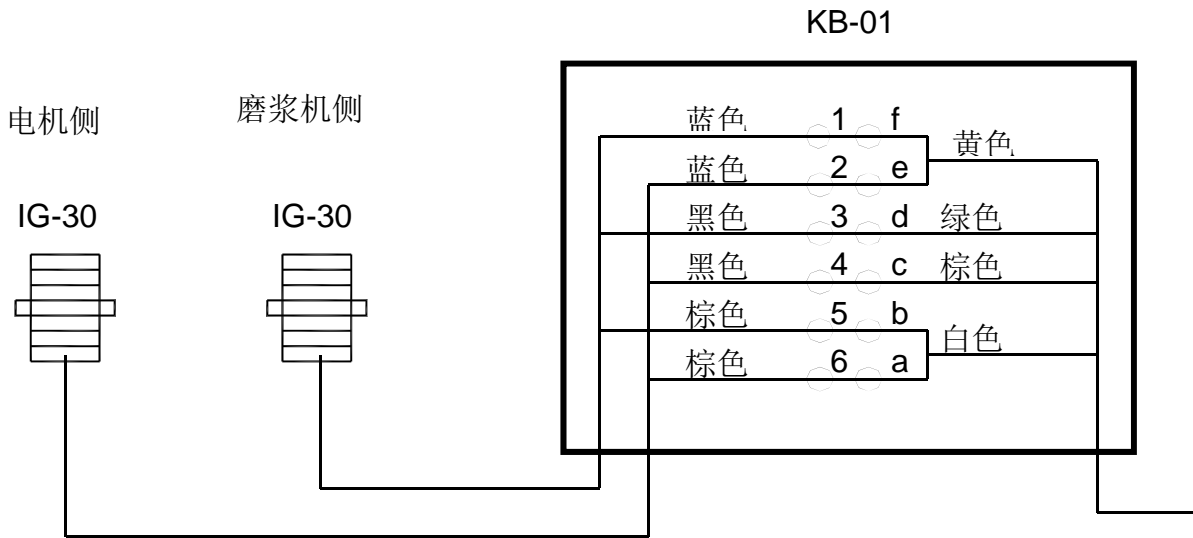 KB-01
电机侧
磨浆机侧
IG-30
IG-30
蓝色 1 f
黄色
蓝色 2 e
黑色 3 d 绿色
黑色 4 c 棕色
棕色 5 b
白色
棕色 6 a